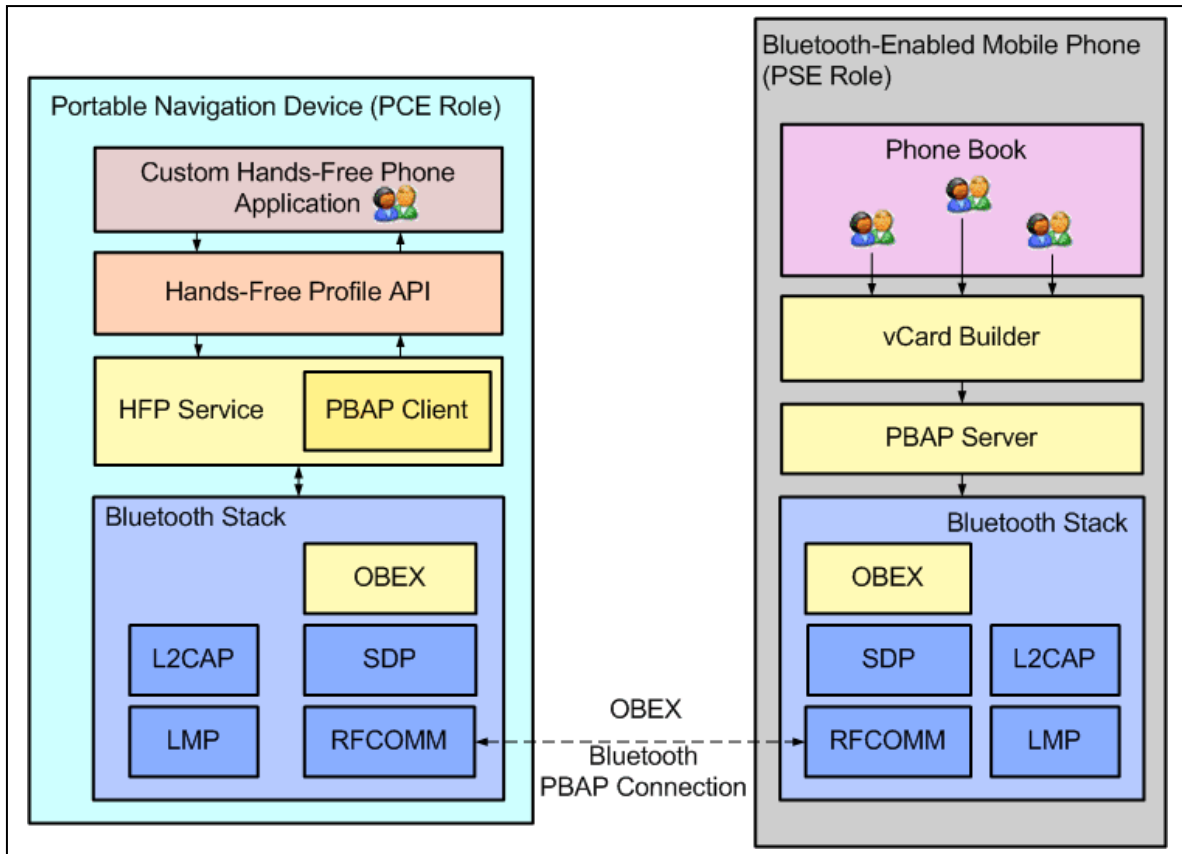 Portable Navigation Device (PCE Role)
Custom Hands-Free Phone
Application
Hands-Free Profile API
HFP Service
PBAP Client
Bluetooth Stack
OBEX
L2CAP
SDP
LMP
RFCOMM
OBEX
Bluetooth
PBAP Connection
Bluetooth-Enabled Mobile Phone
(PSE Role)
Phone Book
vCard Builder
PBAP Server
Bluetooth Stack
OBEX
SDP
L2CAP
RFCOMM
LMP